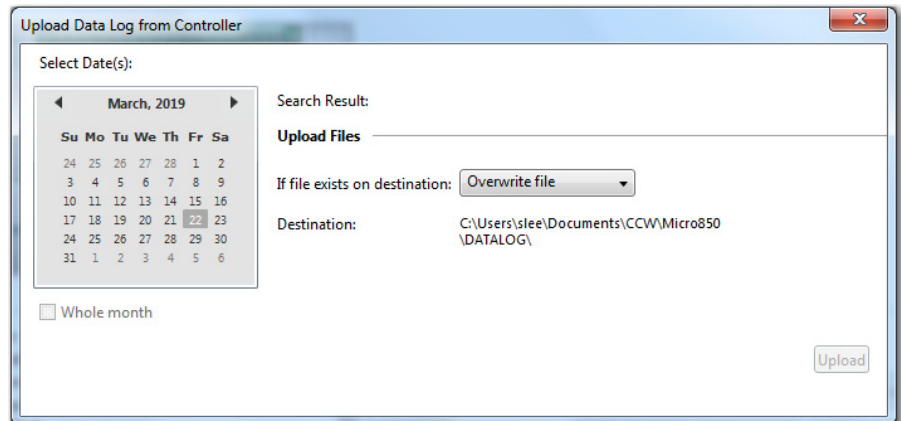 Upload Data Log from Controller
Select Date(s):
March, 2019
Su Mo Tu We Th Fr Sa
24 25 26 27 28 1 2
3 4 5 6 7 8 9
10 11 12 13 14 15 16
17 18 19 20 21 22 23
24 25 26 27 28 29 30
31 1 2 3 4 5 6
Whole month
Search Result:
Upload Files
If file exists on destination: Overwrite file
Destination: C:\Users\slee\Documents\CCW\Micro850
\DATALOG\
Upload